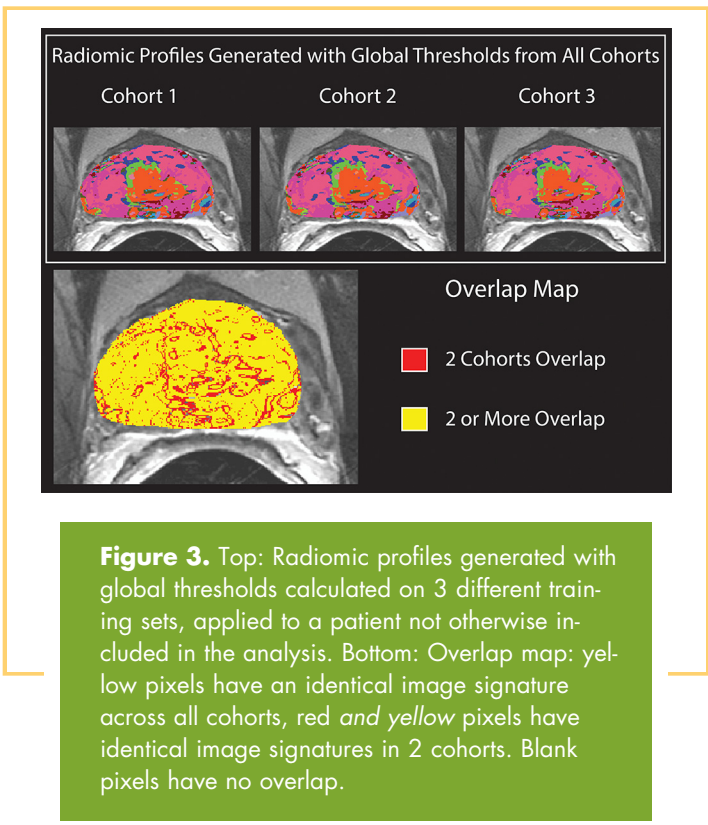 Radiomic Profiles Generated with Global Thresholds from All Cohorts
Cohort 1 Cohort 2 Cohort 3
Overlap Map
2 Cohorts Overlap
2 or More Overlap
Figure 3. Top: Radiomic profiles generated with
global thresholds calculated on 3 different train-
ing sets, applied to a patient not otherwise in-
cluded in the analysis. Bottom: Overlap map: yel-
low pixels have an identical image signature
across all cohorts, red and yellow pixels have
identical image signatures in 2 cohorts. Blank
pixels have no overlap.